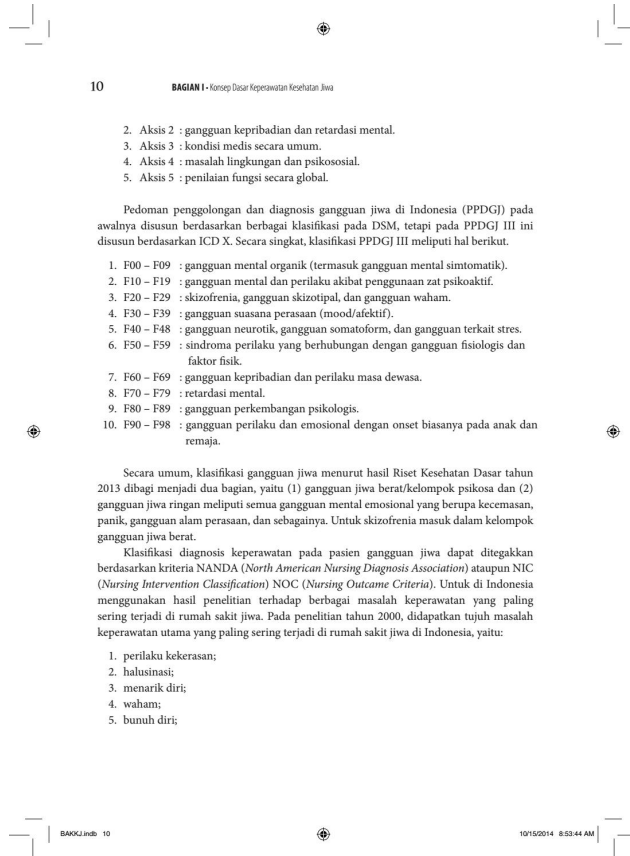 10 BAGIAN I • Konsep Dasar Keperawatan Kesehatan Jiwa
2. Aksis 2 : gangguan kepribadian dan retardasi mental.
3. Aksis 3 : kondisi medis secara umum.
4. Aksis 4 : masalah lingkungan dan psikososial.
5. Aksis 5 : penilaian fungsi secara global.
Pedoman penggolongan dan diagnosis gangguan jiwa di Indonesia (PPDGJ) pada
awalnya disusun berdasarkan berbagai klasifikasi pada DSM, tetapi pada PPDGJ III ini
disusun berdasarkan ICD X. Secara singkat, klasifikasi PPDGJ III meliputi hal berikut.
1. F00 – F09 : gangguan mental organik (termasuk gangguan mental simtomatik).
2. F10 – F19 : gangguan mental dan perilaku akibat penggunaan zat psikoaktif.
3. F20 – F29 : skizofrenia, gangguan skizotipal, dan gangguan waham.
4. F30 – F39 : gangguan suasana perasaan (mood/afektif).
5. F40 – F48 : gangguan neurotik, gangguan somatoform, dan gangguan terkait stres.
6. F50 – F59 : sindroma perilaku yang berhubungan dengan gangguan fisiologis dan
faktor fisik.
7. F60 – F69 : gangguan kepribadian dan perilaku masa dewasa.
8. F70 – F79 : retardasi mental.
9. F80 – F89 : gangguan perkembangan psikologis.
10. F90 – F98 : gangguan perilaku dan emosional dengan onset biasanya pada anak dan
remaja.
Secara umum, klasifikasi gangguan jiwa menurut hasil Riset Kesehatan Dasar tahun
2013 dibagi menjadi dua bagian, yaitu (1) gangguan jiwa berat/kelompok psikosa dan (2)
gangguan jiwa ringan meliputi semua gangguan mental emosional yang berupa kecemasan,
panik, gangguan alam perasaan, dan sebagainya. Untuk skizofrenia masuk dalam kelompok
gangguan jiwa berat.
Klasifikasi diagnosis keperawatan pada pasien gangguan jiwa dapat ditegakkan
berdasarkan kriteria NANDA (North American Nursing Diagnosis Association) ataupun NIC
(Nursing Intervention Classification) NOC (Nursing Outcome Criteria). Untuk di Indonesia
menggunakan hasil penelitian terhadap berbagai masalah keperawatan yang paling
sering terjadi di rumah sakit jiwa. Pada penelitian tahun 2000, didapatkan tujuh masalah
keperawatan utama yang paling sering terjadi di rumah sakit jiwa di Indonesia, yaitu:
1. perilaku kekerasan;
2. halusinasi;
3. menarik diri;
4. waham;
5. bunuh diri;
BAKKJ.indb 10 10/15/2014 8:53:44 AM